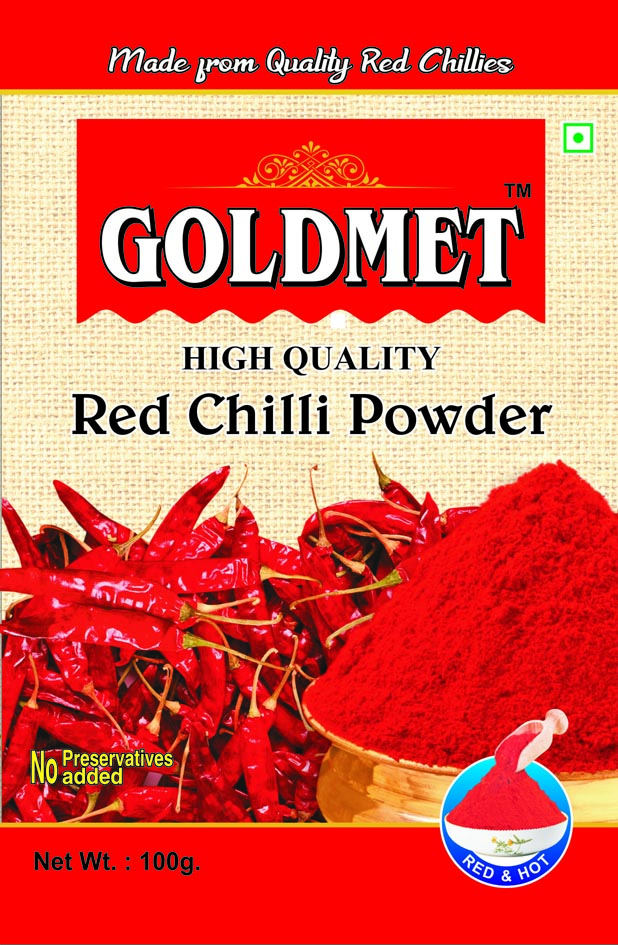 Made from Quality Red Chillies
TM
GOLDMET
HIGH QUALITY
Red Chilli Powder
No Preservatives
added
RED & HOT
Net Wt. : 100g.